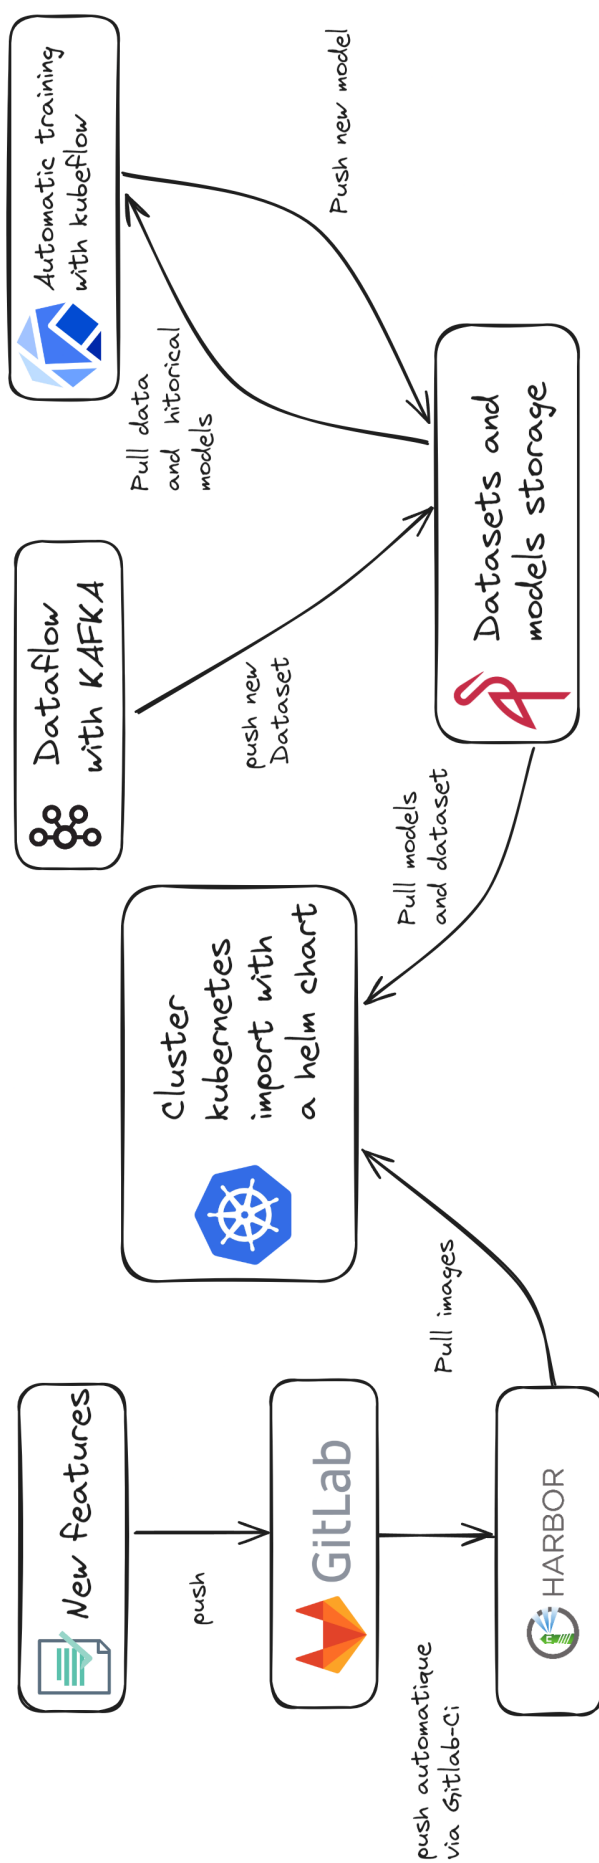 New features
push
GitLab
push automatique
via Gitlab-Ci
HARBOR
Pull images
Cluster
kubernetes
import with
a helm chart
Pull models
and dataset
Dataflow
with KAFKA
push new
Dataset
Datasets and
models storage
Pull data
and hitorical
models
Automatic training
with kubeflow
Push new model